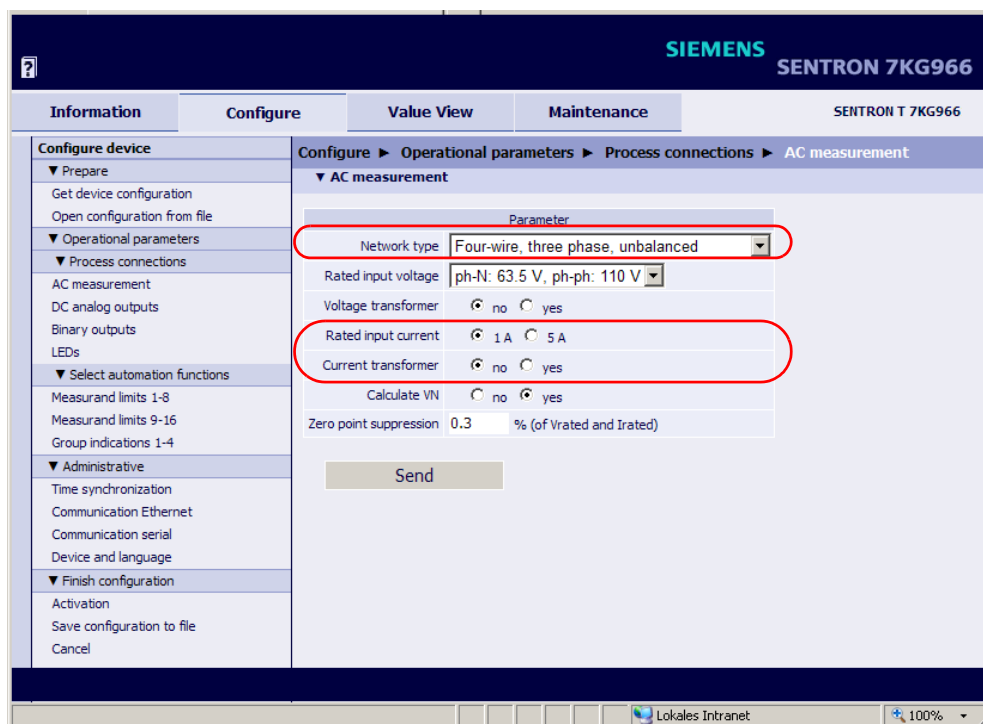 SIEMENS
SENTRON 7KG966
?
Information
Configure
Value View
Maintenance
SENTRON T 7KG966
Configure device
▼ Prepare
Get device configuration
Open configuration from file
▼ Operational parameters
▼ Process connections
AC measurement
DC analog outputs
Binary outputs
LEDs
▼ Select automation functions
Measurand limits 1-8
Measurand limits 9-16
Group indications 1-4
▼ Administrative
Time synchronization
Communication Ethernet
Communication serial
Device and language
▼ Finish configuration
Activation
Save configuration to file
Cancel
Configure ► Operational parameters ► Process connections ► AC measurement
▼ AC measurement
Parameter
Network type Four-wire, three phase, unbalanced
Rated input voltage ph-N: 63.5 V, ph-ph: 110 V
Voltage transformer no yes
Rated input current 1 A 5 A
Current transformer no yes
Calculate VN no yes
Zero point suppression 0.3 % (of Vrated and Irated)
Send
Lokales Intranet
100%